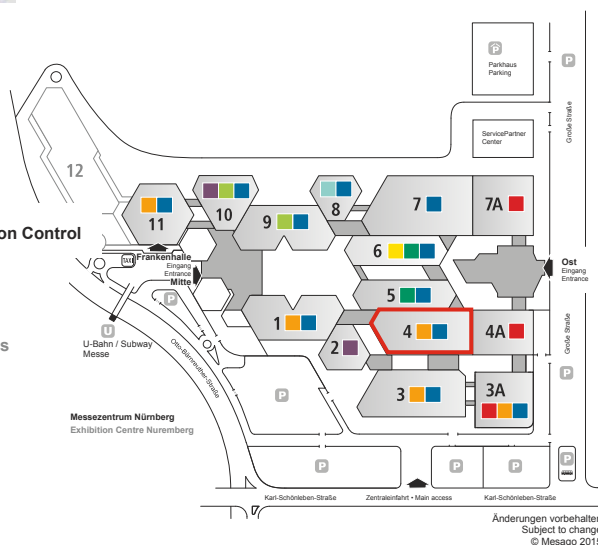 P
Parkhaus
Parking
P
Große Straße
ServicePartner
Center
12
11
10
9
8
7
7A
on Control
TAXI
Frankenhalle
Eingang
Entrance
Mitte
6
Ost
Eingang
Entrance
5
P
1
4
4A
Große Straße
2
U
U-Bahn / Subway
Messe
s
Otto-Bärnreuther-Straße
P
3
3A
P
Messezentrum Nürnberg
Exhibition Centre Nuremberg
P
P
P
P
Karl-Schönleben-Straße
Zentraleinfahrt • Main access
Karl-Schönleben-Straße
Änderungen vorbehalten
Subject to change
© Mesago 2015